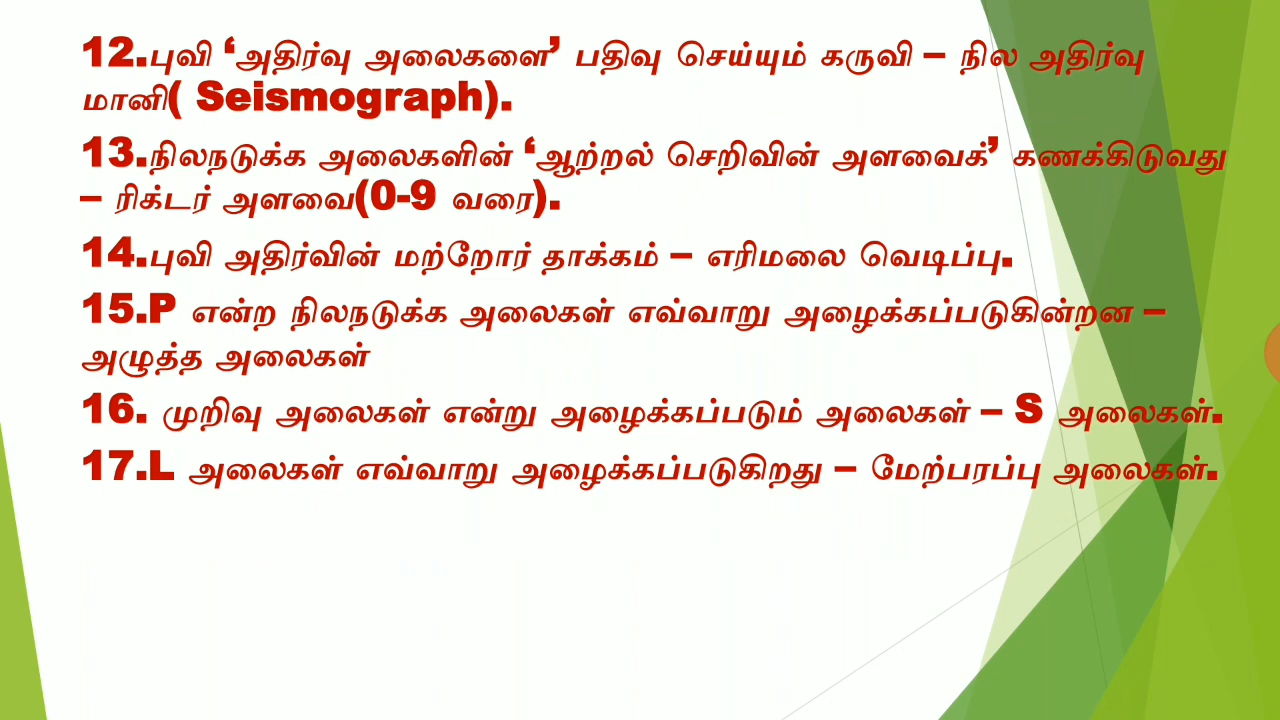 12.புவி ‘அதிர்வு அலைகளை’ பதிவு செய்யும் கருவி – நில அதிர்வு
மானி( Seismograph).
13.நிலநடுக்க அலைகளின் ‘ஆற்றல் செறிவின் அளவைக்’ கணக்கிடுவது
– ரிக்டர் அளவை(0-9 வரை).
14.புவி அதிர்வின் மற்றோர் தாக்கம் – எரிமலை வெடிப்பு.
15.P என்ற நிலநடுக்க அலைகள் எவ்வாறு அழைக்கப்படுகின்றன –
அழுத்த அலைகள்
16. முறிவு அலைகள் என்று அழைக்கப்படும் அலைகள் – S அலைகள்.
17.L அலைகள் எவ்வாறு அழைக்கப்படுகிறது – மேற்பரப்பு அலைகள்.